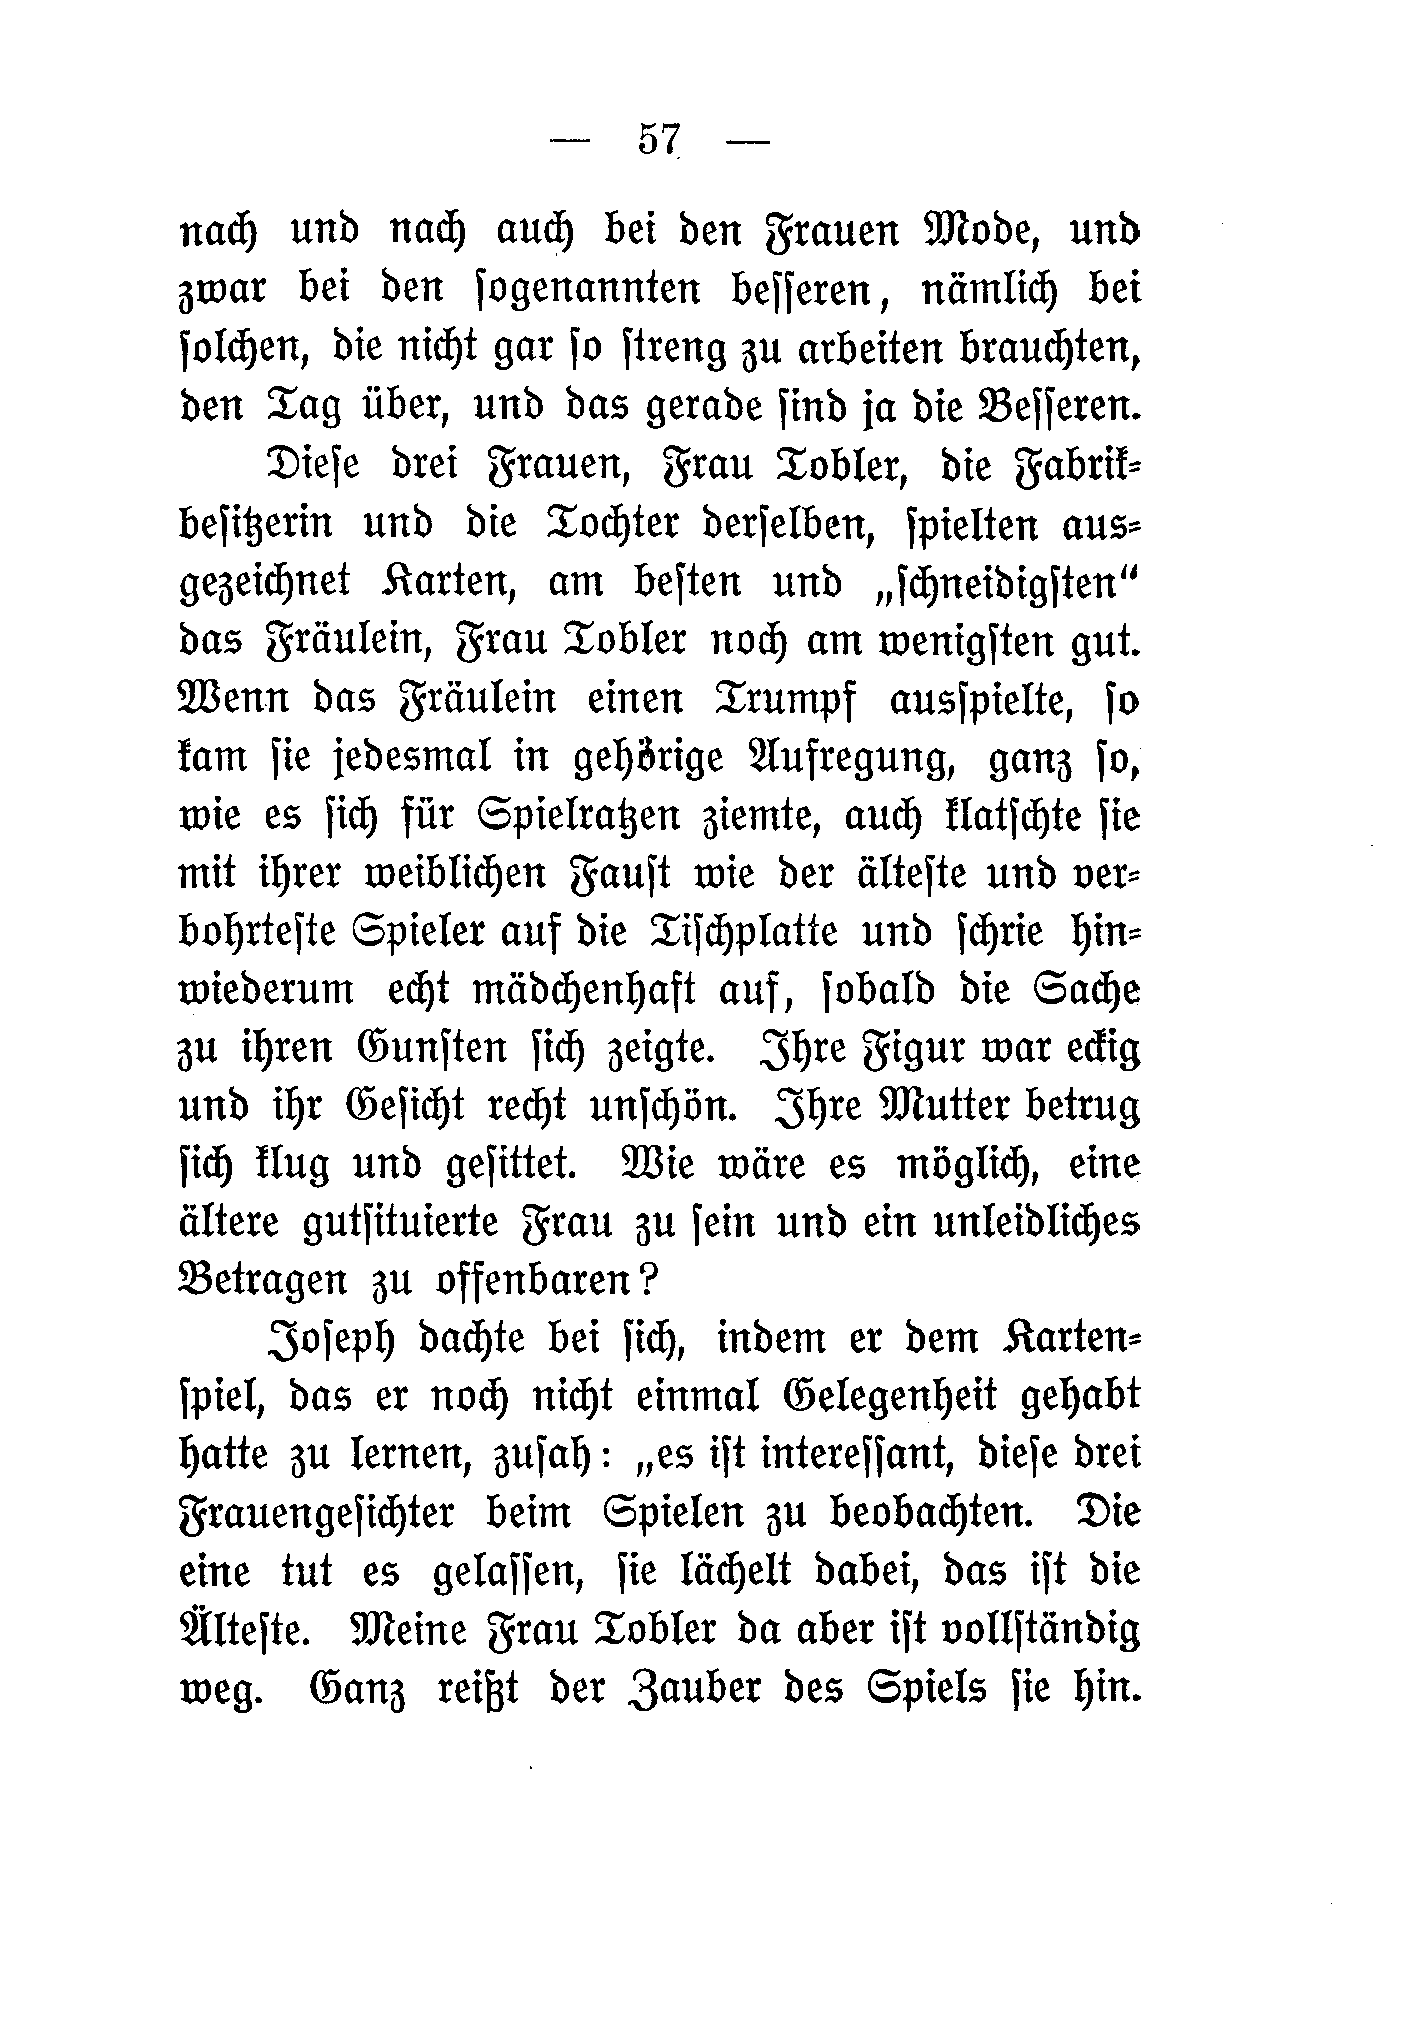 — 57 —
nach und nach auch bei den Frauen Mode, und
zwar bei den ſogenannten beſſeren, nämlich bei
ſolchen, die nicht gar ſo ſtreng zu arbeiten brauchten,
den Tag über, und das gerade ſind ja die Beſſeren.
Dieſe drei Frauen, Frau Tobler, die Fabrik⸗
beſitzerin und die Tochter derſelben, ſpielten aus⸗
gezeichnet Karten, am beſten und „ſchneidigſten“
das Fräulein, Frau Tobler noch am wenigſten gut.
Wenn das Fräulein einen Trumpf ausſpielte, ſo
kam ſie jedesmal in gehörige Aufregung, ganz ſo,
wie es ſich für Spielratzen ziemte, auch klatſchte ſie
mit ihrer weiblichen Fauſt wie der älteſte und ver⸗
bohrteſte Spieler auf die Tiſchplatte und ſchrie hin⸗
wiederum echt mädchenhaft auf, ſobald die Sache
zu ihren Gunſten ſich zeigte. Ihre Figur war eckig
und ihr Geſicht recht unſchön. Ihre Mutter betrug
ſich klug und geſittet. Wie wäre es möglich, eine
ältere gutſituierte Frau zu ſein und ein unleidliches
Betragen zu offenbaren?
Joſeph dachte bei ſich, indem er dem Karten⸗
ſpiel, das er noch nicht einmal Gelegenheit gehabt
hatte zu lernen, zuſah: „es iſt intereſſant, dieſe drei
Frauengeſichter beim Spielen zu beobachten. Die
eine tut es gelaſſen, ſie lächelt dabei, das iſt die
Älteſte. Meine Frau Tobler da aber iſt vollſtändig
weg. Ganz reißt der Zauber des Spiels ſie hin.